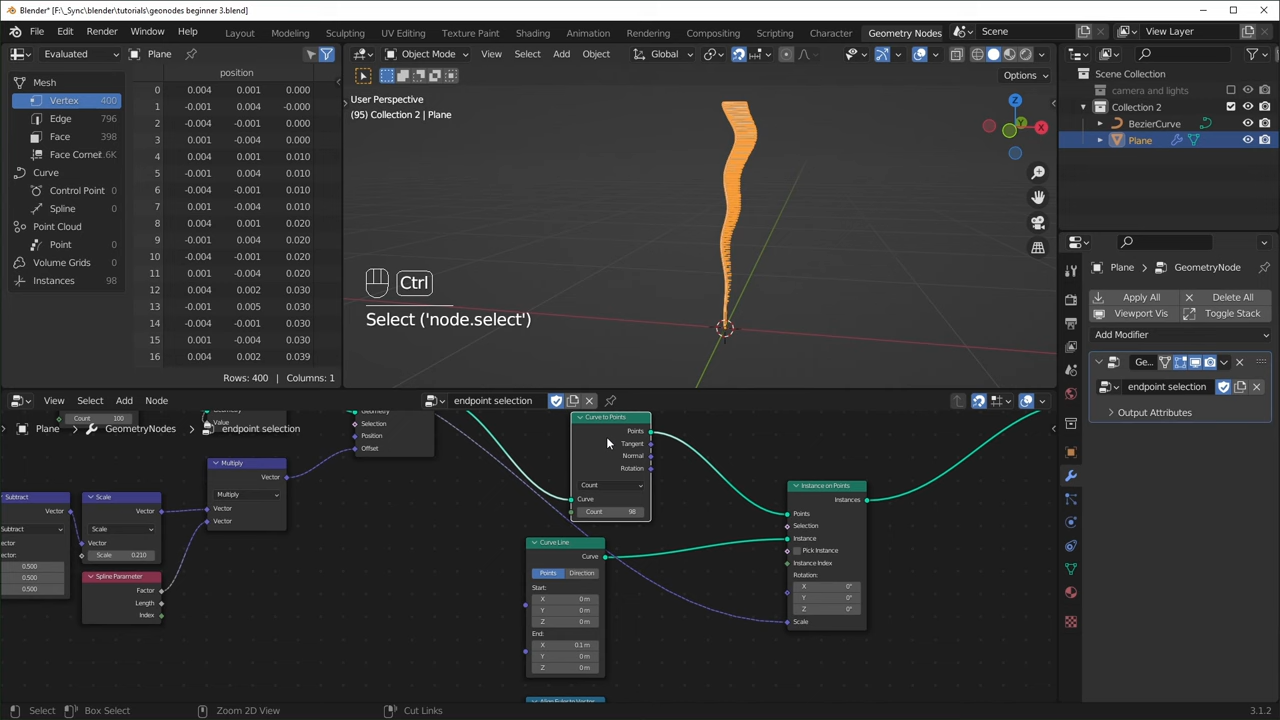 Blender* [F:\_Sync\blender\tutorials\geonodes beginner 3.blend]
File Edit Render Window Help Layout Modeling Sculpting UV Editing Texture Paint Shading Animation Rendering Compositing Scripting Character Geometry Nodes Scene View Layer
Evaluated Plane
Object Mode View Select Add Object Global
Options
Mesh
Vertex 400
Edge 796
Face 398
Face Corner 1.6K
Curve
Control Point 0
Spline 0
Point Cloud
Point 0
Volume Grids
Instances 98
position
0 0.004 0.001 0.000
1 0.001 -0.004 -0.000
2 -0.004 -0.001 0.000
3 -0.001 0.004 0.000
4 0.004 0.001 0.010
5 0.001 -0.004 0.010
6 -0.004 -0.001 0.010
7 -0.001 0.004 0.010
8 0.004 0.001 0.020
9 0.001 -0.004 0.020
10 -0.004 -0.001 0.020
11 -0.001 0.004 0.020
12 0.004 0.002 0.030
13 -0.001 0.005 0.030
14 -0.004 -0.001 0.030
15 0.001 -0.004 0.030
16 0.004 0.002 0.039
Rows: 400 | Columns: 1
User Perspective
(95) Collection 2 | Plane
Z
Y
X
Ctrl
Select ('node.select')
Scene Collection
camera and lights
Collection 2
BezierCurve
Plane
Plane GeometryNode
Apply All Delete All
Viewport Vis Toggle Stack
Add Modifier
Ge...
endpoint selection
Output Attributes
View Select Add Node endpoint selection
Count 100
Plane GeometryNodes endpoint selection
Geometry
Value
Geometry
Selection
Position
Offset
Subtract
Vector
Subtract
0.500
0.500
0.500
Scale
Vector
Scale
Vector
Scale 0.210
Spline Parameter
Factor
Length
Index
Multiply
Vector
Multiply
Vector
Vector
Curve to Points
Points
Tangent
Normal
Rotation
Count
Curve
Count 98
Curve Line
Curve
Points Direction
Start:
X 0 m
Y 0 m
Z 0 m
End:
X 0.1 m
Y 0 m
Z 0 m
Align Euler to Vector
Instance on Points
Instances
Points
Selection
Instance
Pick Instance
Instance Index
Rotation:
X 0°
Y 0°
Z 0°
Scale
Select Box Select Zoom 2D View Cut Links 3.1.2